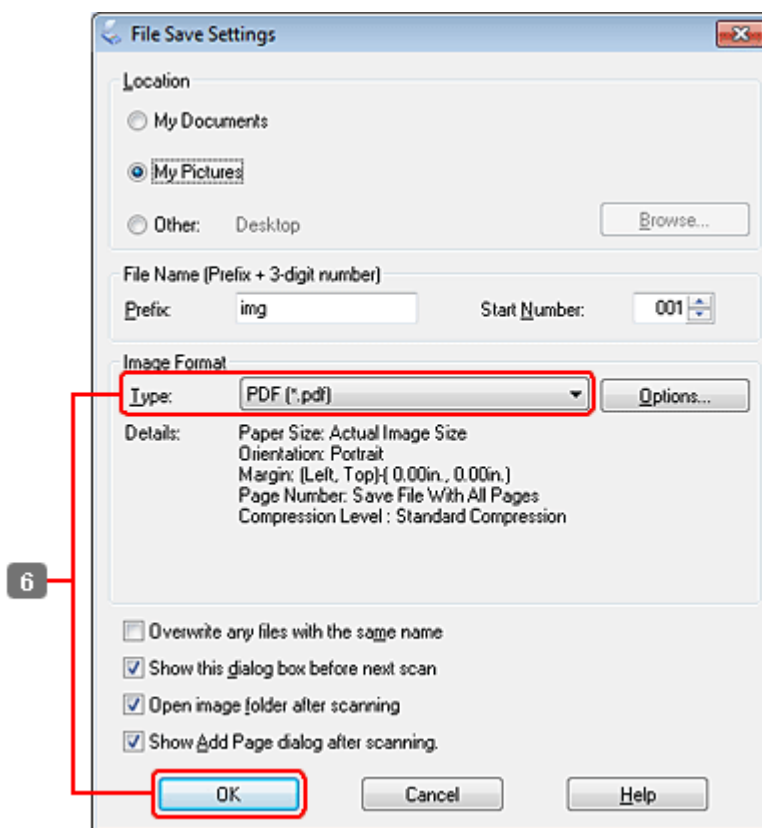 File Save Settings
Location
My Documents
My Pictures
Other: Desktop Browse...
File Name (Prefix + 3-digit number)
Prefix: img Start Number: 001
Image Format
Type: PDF (*.pdf) Options...
Details: Paper Size: Actual Image Size
Orientation: Portrait
Margin: (Left, Top)-( 0.00in., 0.00in.)
Page Number: Save File With All Pages
Compression Level : Standard Compression
6
Overwrite any files with the same name
Show this dialog box before next scan
Open image folder after scanning
Show Add Page dialog after scanning.
OK Cancel Help